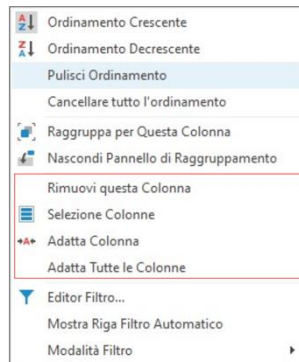 Ordinamento Crescente
Ordinamento Decrescente
Pulisci Ordinamento
Cancellare tutto l'ordinamento
Raggruppa per Questa Colonna
Nascondi Pannello di Raggruppamento
Rimuovi questa Colonna
Selezione Colonne
Adatta Colonna
Adatta Tutte le Colonne
Editor Filtro...
Mostra Riga Filtro Automatico
Modalità Filtro